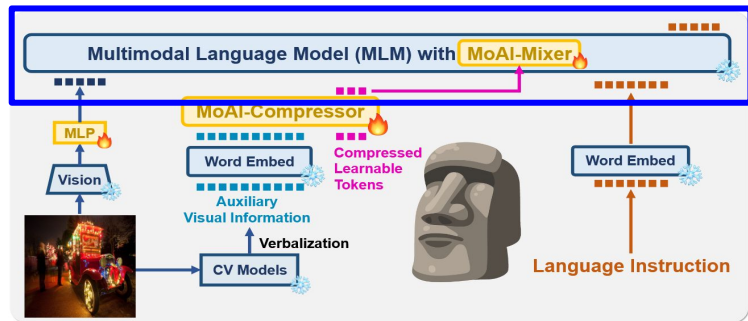 Multimodal Language Model (MLM) with MoAI-Mixer
MoAI-Compressor
MLP
Word Embed
Compressed
Learnable
Tokens
Word Embed
Vision
Auxiliary
Visual Information
Verbalization
CV Models
Language Instruction